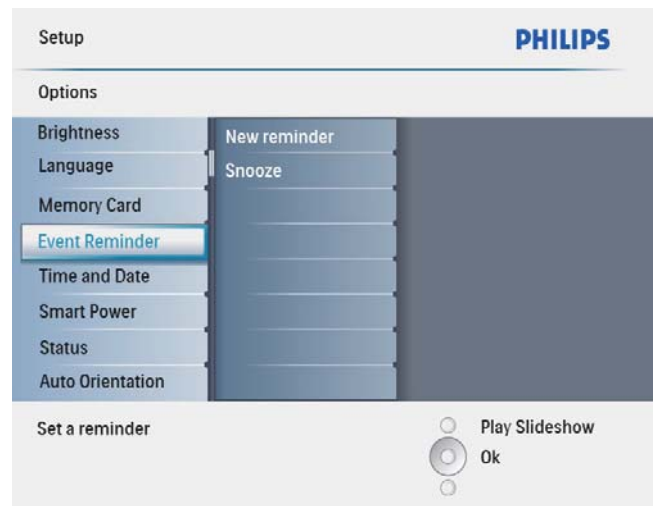 Setup
PHILIPS
Options
Brightness
New reminder
Language
Snooze
Memory Card
Event Reminder
Time and Date
Smart Power
Status
Auto Orientation
Set a reminder
Play Slideshow
Ok